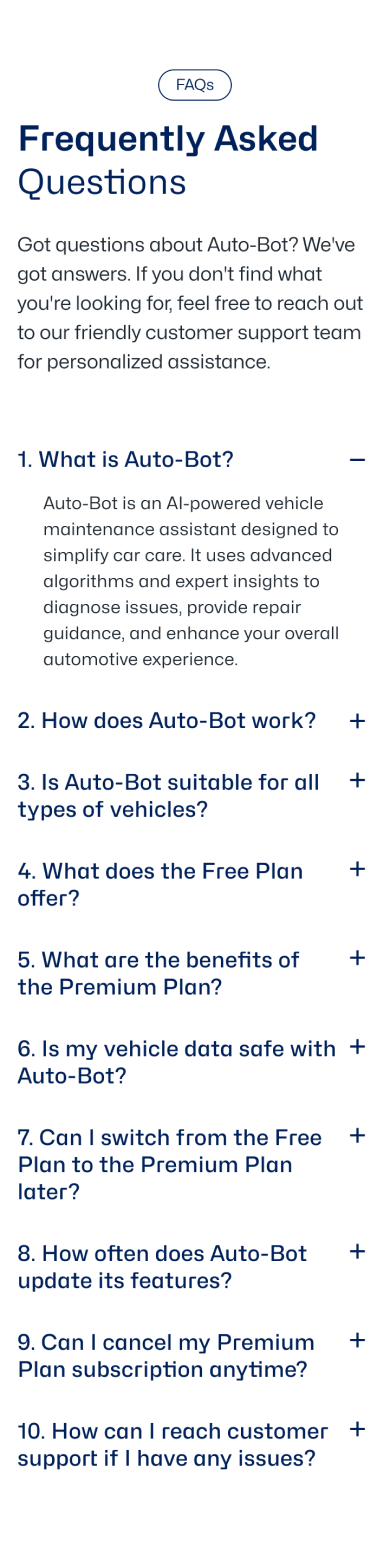 FAQs
Frequently Asked
Questions
Got questions about Auto-Bot? We've
got answers. If you don't find what
you're looking for, feel free to reach out
to our friendly customer support team
for personalized assistance.
1. What is Auto-Bot?
Auto-Bot is an AI-powered vehicle
maintenance assistant designed to
simplify car care. It uses advanced
algorithms and expert insights to
diagnose issues, provide repair
guidance, and enhance your overall
automotive experience.
2. How does Auto-Bot work?
3. Is Auto-Bot suitable for all
types of vehicles?
4. What does the Free Plan
offer?
5. What are the benefits of
the Premium Plan?
6. Is my vehicle data safe with
Auto-Bot?
7. Can I switch from the Free
Plan to the Premium Plan
later?
8. How often does Auto-Bot
update its features?
9. Can I cancel my Premium
Plan subscription anytime?
10. How can I reach customer
support if I have any issues?